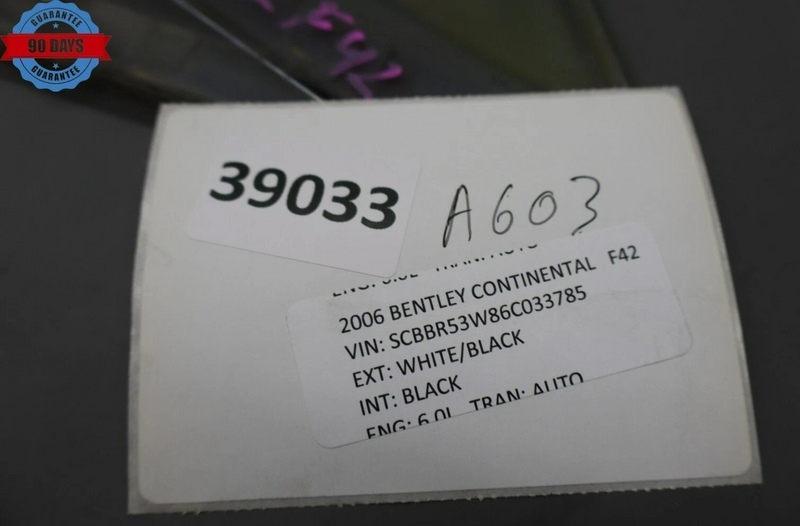 GUARANTEE
90 DAYS
GUARANTEE
F42
39033
A603
2006 BENTLEY CONTINENTAL F42
VIN: SCBBR53W86C033785
EXT: WHITE/BLACK
INT: BLACK
ENG: 6.0L TRAN: AUTO